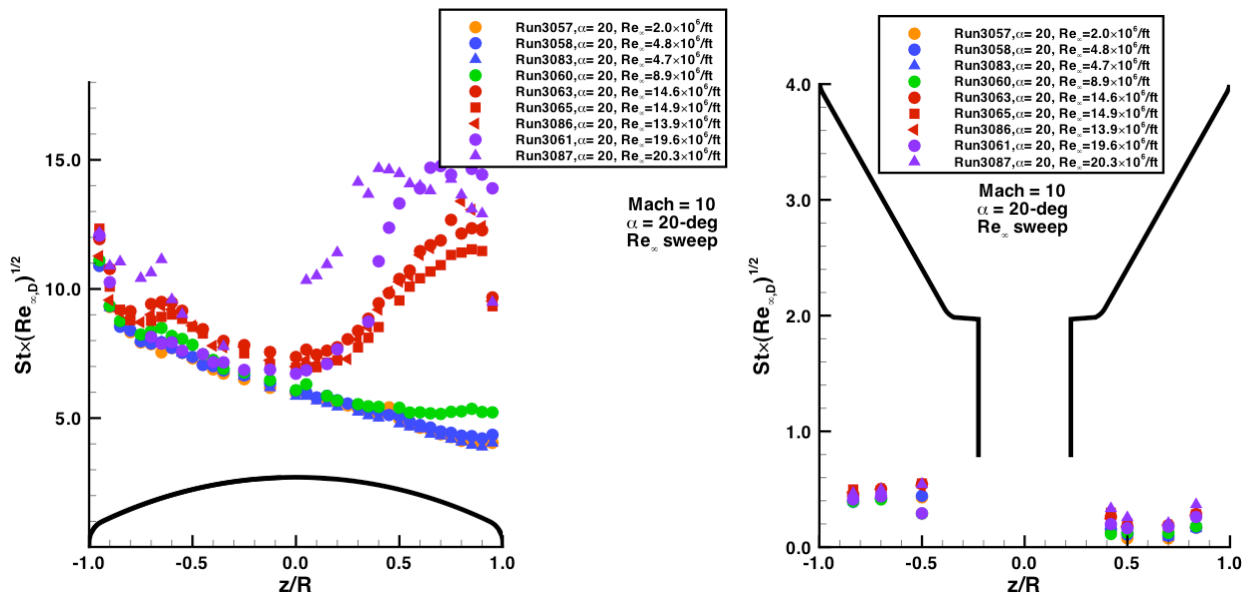 Run3057,α= 20, Re∞=2.0×10⁶/ft
Run3058,α= 20, Re∞=4.8×10⁶/ft
Run3083,α= 20, Re∞=4.7×10⁶/ft
Run3060,α= 20, Re∞=8.9×10⁶/ft
Run3063,α= 20, Re∞=14.6×10⁶/ft
Run3065,α= 20, Re∞=14.9×10⁶/ft
Run3086,α= 20, Re∞=13.9×10⁶/ft
Run3061,α= 20, Re∞=19.6×10⁶/ft
Run3087,α= 20, Re∞=20.3×10⁶/ft
Mach = 10
α = 20-deg
Re∞ sweep
St×(Re∞,D)^1/2
15.0
10.0
5.0
-1.0 -0.5 0.0 0.5 1.0
z/R
Run3057,α= 20, Re∞=2.0×10⁶/ft
Run3058,α= 20, Re∞=4.8×10⁶/ft
Run3083,α= 20, Re∞=4.7×10⁶/ft
Run3060,α= 20, Re∞=8.9×10⁶/ft
Run3063,α= 20, Re∞=14.6×10⁶/ft
Run3065,α= 20, Re∞=14.9×10⁶/ft
Run3086,α= 20, Re∞=13.9×10⁶/ft
Run3061,α= 20, Re∞=19.6×10⁶/ft
Run3087,α= 20, Re∞=20.3×10⁶/ft
Mach = 10
α = 20-deg
Re∞ sweep
St×(Re∞,D)^1/2
4.0
3.0
2.0
1.0
0.0
-1.0 -0.5 0.0 0.5 1.0
z/R